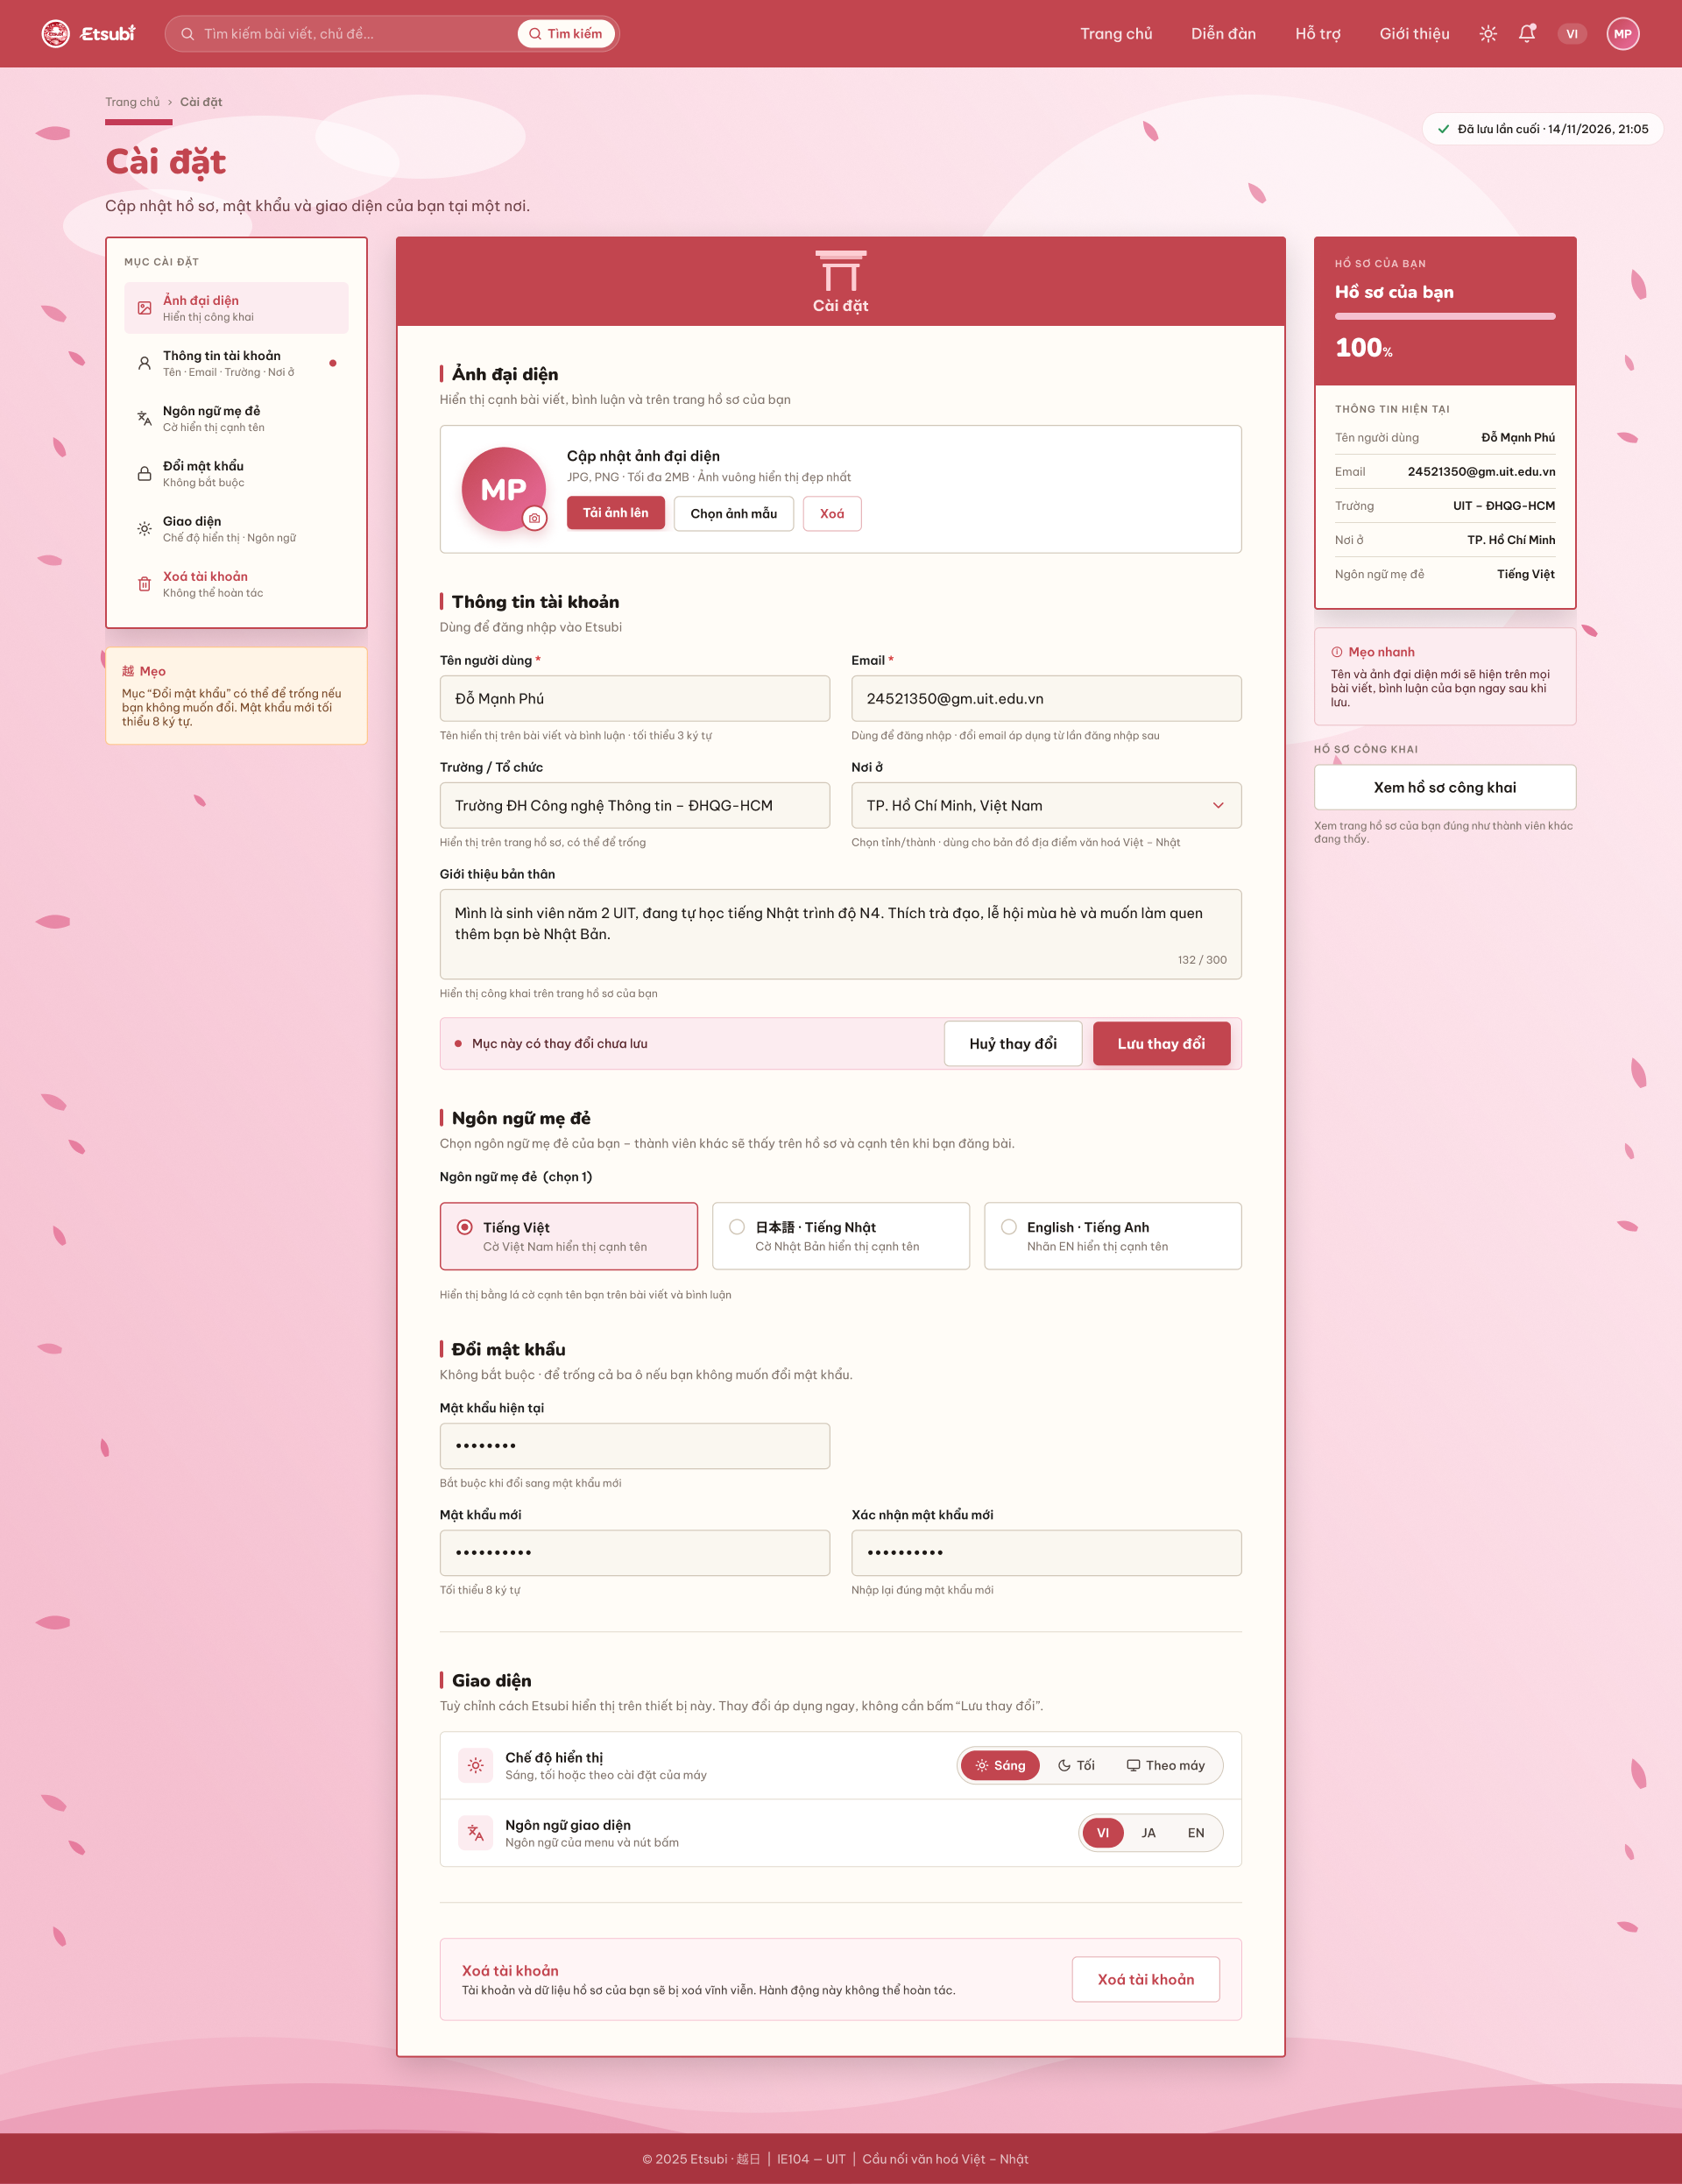 Etsubi
Tìm kiếm bài viết, chủ đề...
Tìm kiếm
Trang chủ
Diễn đàn
Hỗ trợ
Giới thiệu
VI
MP
Trang chủ › Cài đặt
Đã lưu lần cuối · 14/11/2026, 21:05
Cài đặt
Cập nhật hồ sơ, mật khẩu và giao diện của bạn tại một nơi.
MỤC CÀI ĐẶT
Ảnh đại diện
Hiển thị công khai
Thông tin tài khoản
Tên · Email · Trường · Nơi ở
Ngôn ngữ mẹ đẻ
Cờ hiển thị cạnh tên
Đổi mật khẩu
Không bắt buộc
Giao diện
Chế độ hiển thị · Ngôn ngữ
Xoá tài khoản
Không thể hoàn tác
越 Mẹo
Mục “Đổi mật khẩu” có thể để trống nếu
bạn không muốn đổi. Mật khẩu mới tối
thiểu 8 ký tự.
Cài đặt
Ảnh đại diện
Hiển thị cạnh bài viết, bình luận và trên trang hồ sơ của bạn
MP
Cập nhật ảnh đại diện
JPG, PNG · Tối đa 2MB · Ảnh vuông hiển thị đẹp nhất
Tải ảnh lên
Chọn ảnh mẫu
Xoá
Thông tin tài khoản
Dùng để đăng nhập vào Etsubi
Tên người dùng *
Email *
Đỗ Mạnh Phú
24521350@gm.uit.edu.vn
Tên hiển thị trên bài viết và bình luận · tối thiểu 3 ký tự
Dùng để đăng nhập · đổi email áp dụng từ lần đăng nhập sau
Trường / Tổ chức
Nơi ở
Trường ĐH Công nghệ Thông tin – ĐHQG-HCM
TP. Hồ Chí Minh, Việt Nam
Hiển thị trên trang hồ sơ, có thể để trống
Chọn tỉnh/thành · dùng cho bản đồ địa điểm văn hoá Việt – Nhật
Giới thiệu bản thân
Mình là sinh viên năm 2 UIT, đang tự học tiếng Nhật trình độ N4. Thích trà đạo, lễ hội mùa hè và muốn làm quen
thêm bạn bè Nhật Bản.
132 / 300
Hiển thị công khai trên trang hồ sơ của bạn
Mục này có thay đổi chưa lưu
Huỷ thay đổi
Lưu thay đổi
Ngôn ngữ mẹ đẻ
Chọn ngôn ngữ mẹ đẻ của bạn – thành viên khác sẽ thấy trên hồ sơ và cạnh tên khi bạn đăng bài.
Ngôn ngữ mẹ đẻ (chọn 1)
Tiếng Việt
Cờ Việt Nam hiển thị cạnh tên
日本語 · Tiếng Nhật
Cờ Nhật Bản hiển thị cạnh tên
English · Tiếng Anh
Nhãn EN hiển thị cạnh tên
Hiển thị bằng lá cờ cạnh tên bạn trên bài viết và bình luận
Đổi mật khẩu
Không bắt buộc · để trống cả ba ô nếu bạn không muốn đổi mật khẩu.
Mật khẩu hiện tại
••••••••
Bắt buộc khi đổi sang mật khẩu mới
Mật khẩu mới
Xác nhận mật khẩu mới
••••••••••
••••••••••
Tối thiểu 8 ký tự
Nhập lại đúng mật khẩu mới
Giao diện
Tuỳ chỉnh cách Etsubi hiển thị trên thiết bị này. Thay đổi áp dụng ngay, không cần bấm “Lưu thay đổi”.
Chế độ hiển thị
Sáng, tối hoặc theo cài đặt của máy
Sáng
Tối
Theo máy
Ngôn ngữ giao diện
Ngôn ngữ của menu và nút bấm
VI
JA
EN
Xoá tài khoản
Tài khoản và dữ liệu hồ sơ của bạn sẽ bị xoá vĩnh viễn. Hành động này không thể hoàn tác.
Xoá tài khoản
HỒ SƠ CỦA BẠN
Hồ sơ của bạn
100%
THÔNG TIN HIỆN TẠI
Tên người dùng Đỗ Mạnh Phú
Email 24521350@gm.uit.edu.vn
Trường UIT – ĐHQG-HCM
Nơi ở TP. Hồ Chí Minh
Ngôn ngữ mẹ đẻ Tiếng Việt
Mẹo nhanh
Tên và ảnh đại diện mới sẽ hiện trên mọi
bài viết, bình luận của bạn ngay sau khi
lưu.
HỒ SƠ CÔNG KHAI
Xem hồ sơ công khai
Xem trang hồ sơ của bạn đúng như thành viên khác
đang thấy.
© 2025 Etsubi · 越日 | IE104 — UIT | Cầu nối văn hoá Việt – Nhật